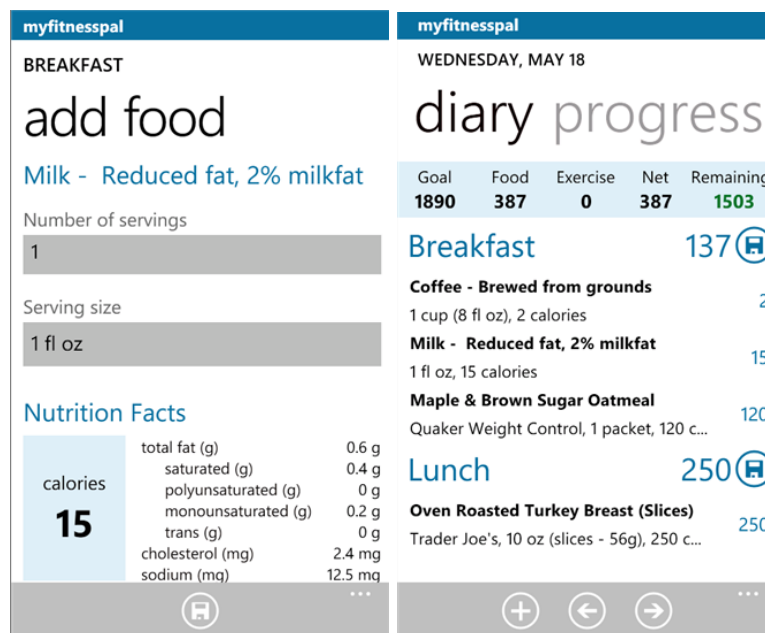 myfitnesspal
BREAKFAST
add food
Milk - Reduced fat, 2% milkfat
Number of servings
1
Serving size
1 fl oz
Nutrition Facts
calories
15
total fat (g) 0.6 g
saturated (g) 0.4 g
polyunsaturated (g) 0 g
monounsaturated (g) 0.2 g
trans (g) 0 g
cholesterol (mg) 2.4 mg
sodium (mg) 12.5 mg
myfitnesspal
WEDNESDAY, MAY 18
diary progress
Goal Food Exercise Net Remaining
1890 387 0 387 1503
Breakfast 137
Coffee - Brewed from grounds
1 cup (8 fl oz), 2 calories 2
Milk - Reduced fat, 2% milkfat
1 fl oz, 15 calories 15
Maple & Brown Sugar Oatmeal
Quaker Weight Control, 1 packet, 120 c... 120
Lunch 250
Oven Roasted Turkey Breast (Slices)
Trader Joe's, 10 oz (slices - 56g), 250 c... 250